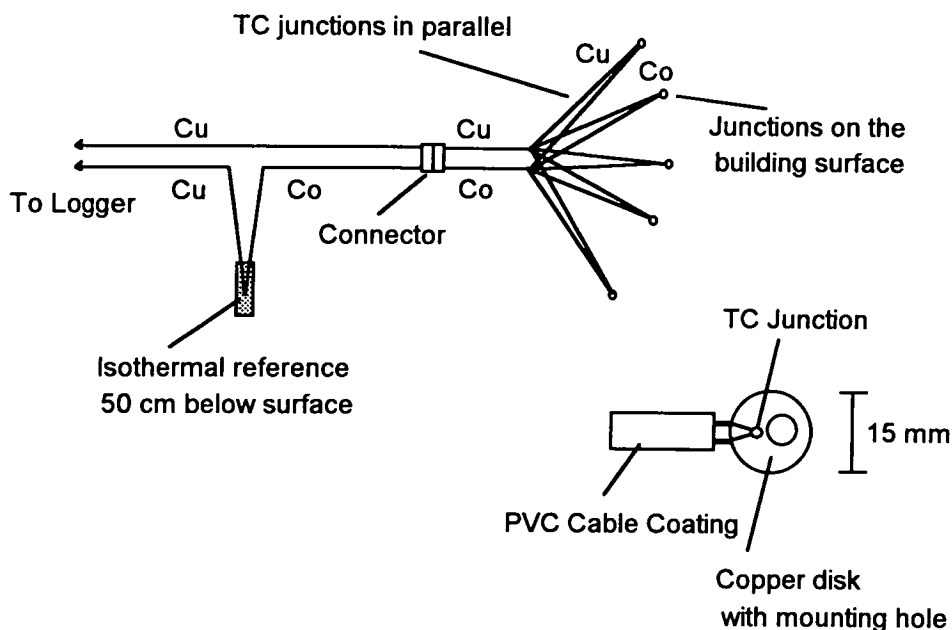 TC junctions in parallel
Cu
Co
Cu
Cu
Junctions on the
building surface
Cu
Co
Co
To Logger
Connector
Isothermal reference
50 cm below surface
TC Junction
15 mm
PVC Cable Coating
Copper disk
with mounting hole